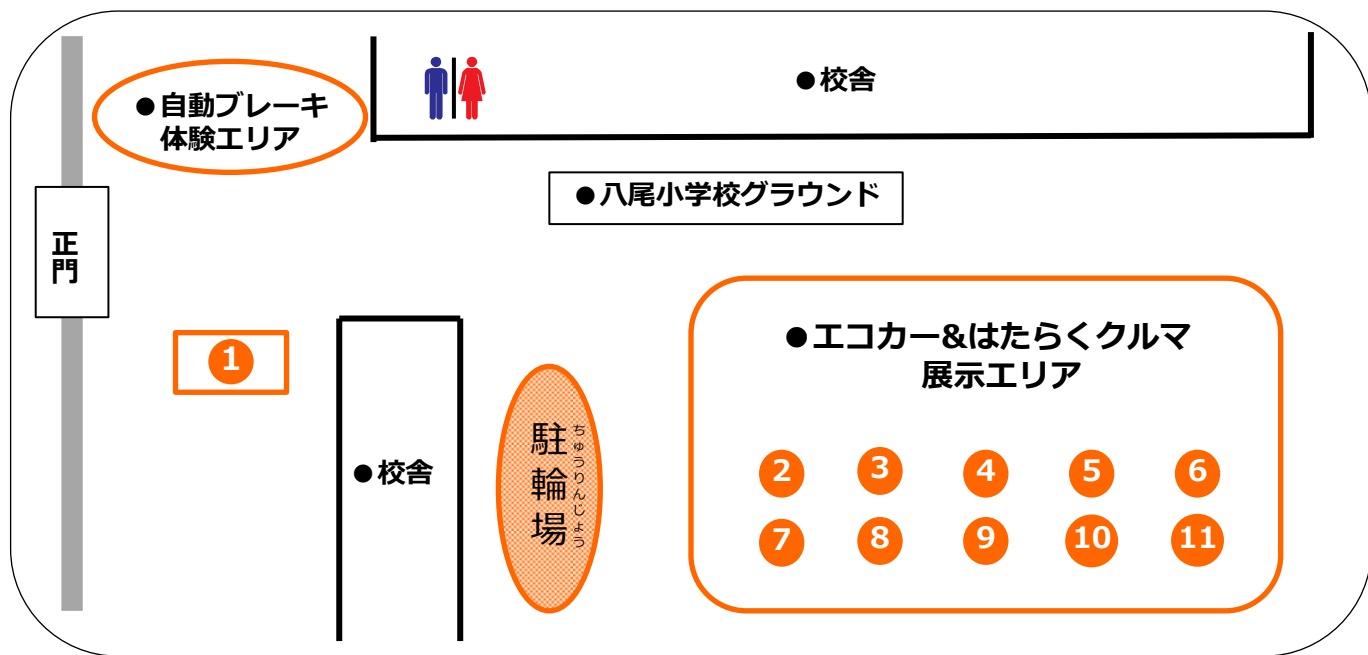 ●自動ブレーキ
体験エリア
●校舎
●八尾小学校グラウンド
正門
1
●校舎
駐輪場
ちゅうりんじょう
●エコカー&はたらくクルマ
展示エリア
2 3 4 5 6
7 8 9 10 11